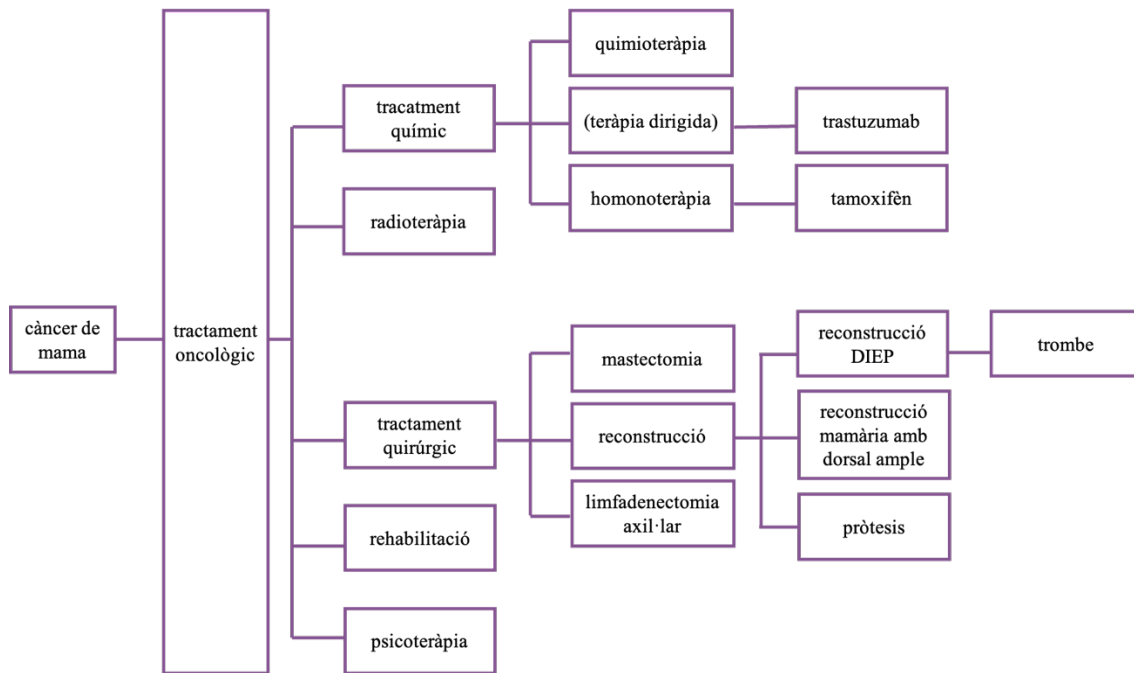 càncer de
mama
tractament
oncològic
tracatment
químic
quimioteràpia
(teràpia dirigida)
trastuzumab
homonoteràpia
tamoxifèn
radioteràpia
tractament
quirúrgic
mastectomia
reconstrucció
reconstrucció
DIEP
trombe
reconstrucció
mamària amb
dorsal ample
pròtesis
limfadenectomia
axil·lar
rehabilitació
psicoteràpia